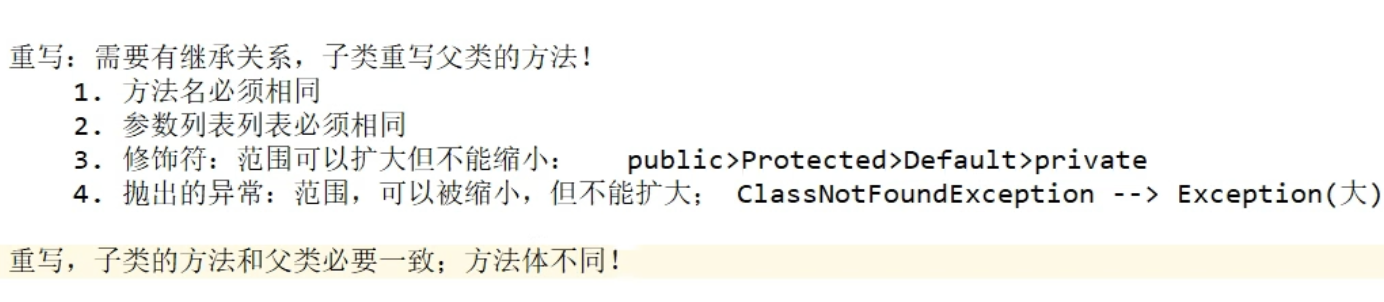 重写：需要有继承关系，子类重写父类的方法！
1. 方法名必须相同
2. 参数列表列表必须相同
3. 修饰符：范围可以扩大但不能缩小： public>Protected>Default>private
4. 抛出的异常：范围，可以被缩小，但不能扩大； ClassNotFoundException --> Exception(大)
重写，子类的方法和父类必要一致；方法体不同！